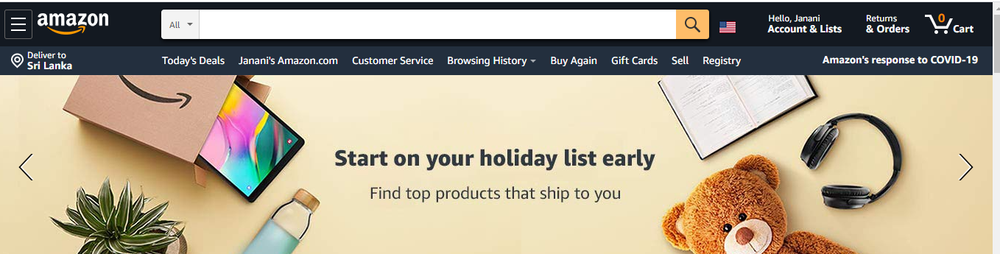 amazon
All
Hello, Janani
Account & Lists
Returns
& Orders
0
Cart
Deliver to
Sri Lanka
Today's Deals
Janani's Amazon.com
Customer Service
Browsing History
Buy Again
Gift Cards
Sell
Registry
Amazon's response to COVID-19
Start on your holiday list early
Find top products that ship to you